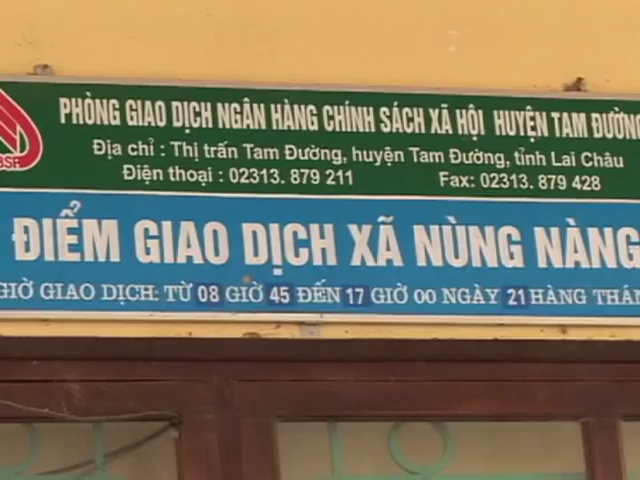 PHÒNG GIAO DỊCH NGÂN HÀNG CHÍNH SÁCH XÃ HỘI HUYỆN TAM ĐƯỜNG
Địa chỉ : Thị trấn Tam Đường, huyện Tam Đường, tỉnh Lai Châu
Điện thoại : 02313. 879 211 Fax: 02313. 879 428
ĐIỂM GIAO DỊCH XÃ NÙNG NÀNG
GIỜ GIAO DỊCH: TỪ 08 GIỜ 45 ĐẾN 17 GIỜ 00 NGÀY 21 HÀNG THÁN